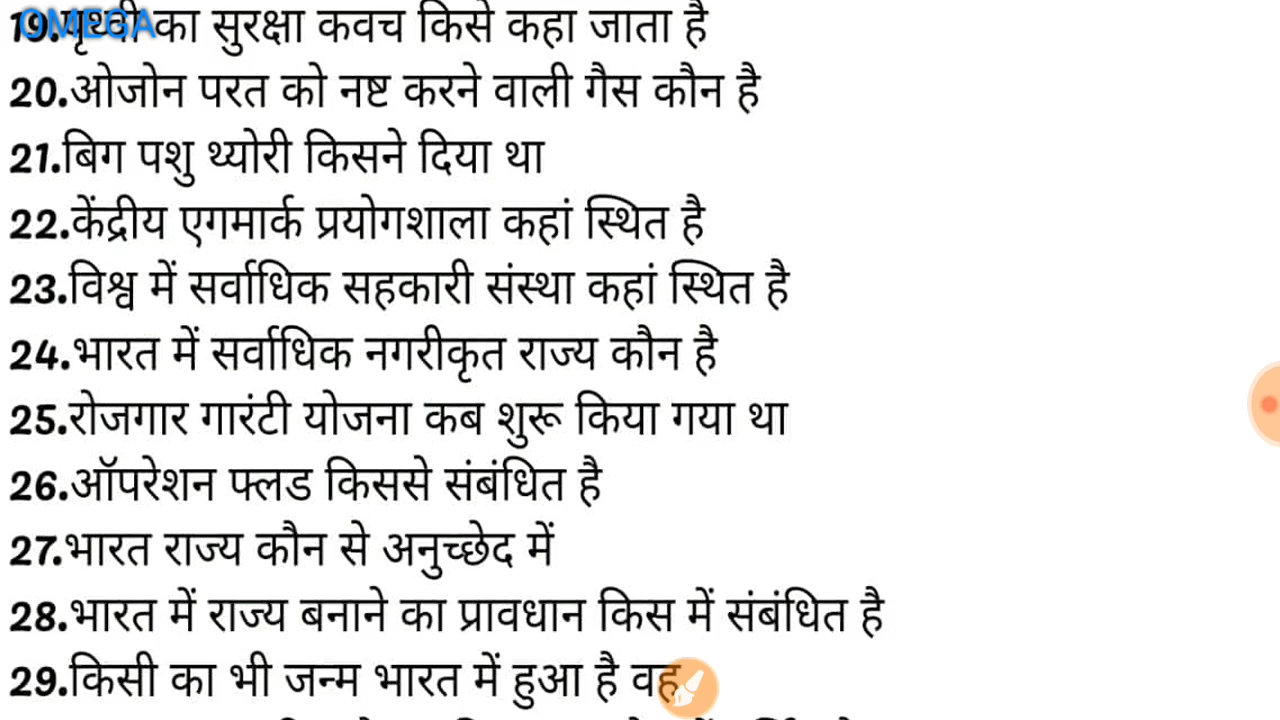 OMEGA
19.पृथ्वी का सुरक्षा कवच किसे कहा जाता है
20.ओजोन परत को नष्ट करने वाली गैस कौन है
21.बिग पशु थ्योरी किसने दिया था
22.केंद्रीय एगमार्क प्रयोगशाला कहां स्थित है
23.विश्व में सर्वाधिक सहकारी संस्था कहां स्थित है
24.भारत में सर्वाधिक नगरीकृत राज्य कौन है
25.रोजगार गारंटी योजना कब शुरू किया गया था
26.ऑपरेशन फ्लड किससे संबंधित है
27.भारत राज्य कौन से अनुच्छेद में
28.भारत में राज्य बनाने का प्रावधान किस में संबंधित है
29.किसी का भी जन्म भारत में हुआ है वह